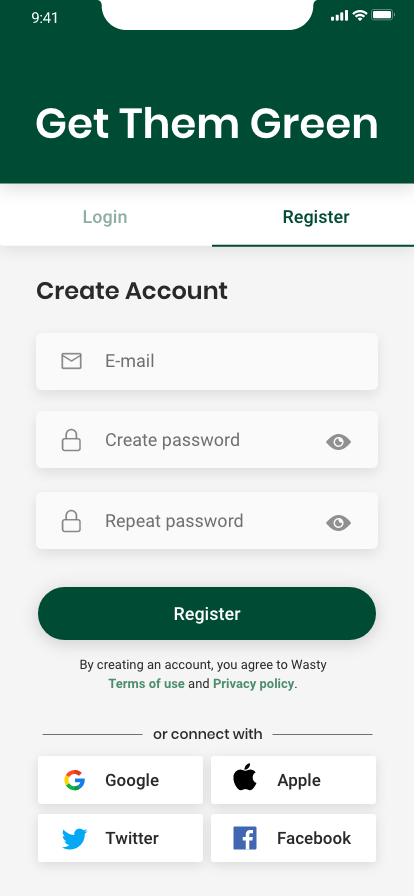 9:41
Get Them Green
Login
Register
Create Account
E-mail
Create password
Repeat password
Register
By creating an account, you agree to Wasty
Terms of use and Privacy policy.
or connect with
Google
Apple
Twitter
Facebook